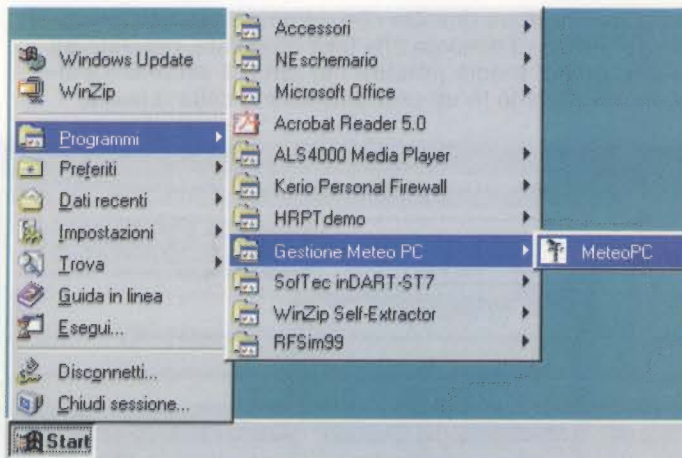 Windows Update
WinZip
Programmi
Preferiti
Dati recenti
Impostazioni
Trova
Guida in linea
Esegui...
Disconnetti...
Chiudi sessione...
Start
Accessori
NEschemario
Microsoft Office
Acrobat Reader 5.0
ALS4000 Media Player
Kerio Personal Firewall
HRPTdemo
Gestione Meteo PC
SofTec inDART-ST7
WinZip Self-Extractor
RFSim99
MeteoPC